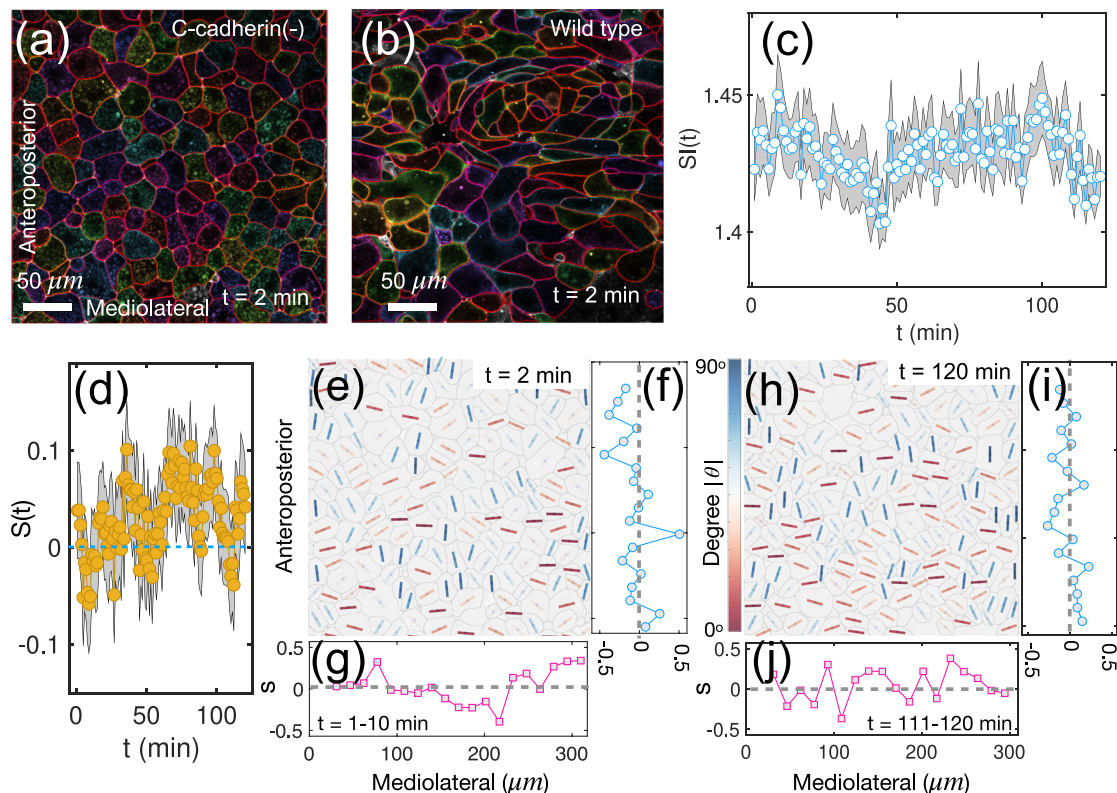 (a)
C-cadherin(-)
Anteroposterior
50 μm
Mediolateral
t = 2 min
(b)
Wild type
50 μm
t = 2 min
(c)
SI(t)
1.45
1.4
0
50
100
t (min)
(d)
S(t)
0.1
0
-0.1
0
50
100
t (min)
(e)
t = 2 min
Anteroposterior
(f)
-0.5
0
0.5
(g)
s
0.5
0
-0.5
t = 1-10 min
0
100
200
300
Mediolateral (μm)
90°
Degree |θ|
0°
(h)
t = 120 min
(i)
-0.5
0
0.5
(j)
s
0.5
0
-0.5
t = 111-120 min
0
100
200
300
Mediolateral (μm)